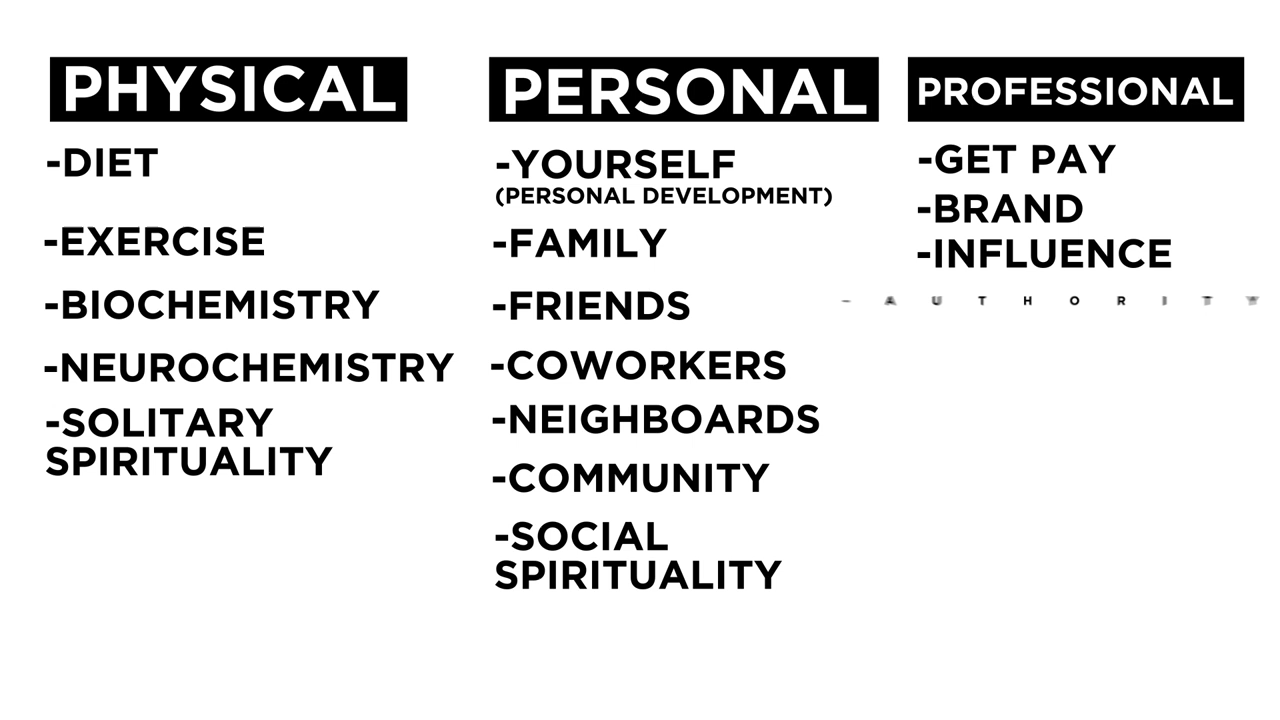 PHYSICAL
-DIET
-EXERCISE
-BIOCHEMISTRY
-NEUROCHEMISTRY
-SOLITARY
SPIRITUALITY
PERSONAL
-YOURSELF
(PERSONAL DEVELOPMENT)
-FAMILY
-FRIENDS
-COWORKERS
-NEIGHBOARDS
-COMMUNITY
-SOCIAL
SPIRITUALITY
PROFESSIONAL
-GET PAY
-BRAND
-INFLUENCE
-AUTHORITY